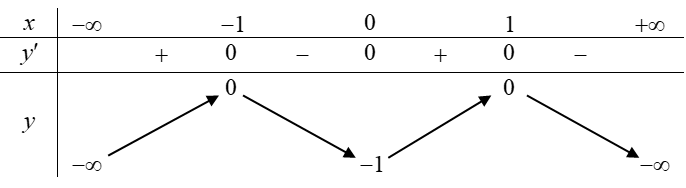 x −∞ −1 0 1 +∞
y′ + 0 − 0 + 0 −
0 0
y
−∞ −1 −∞